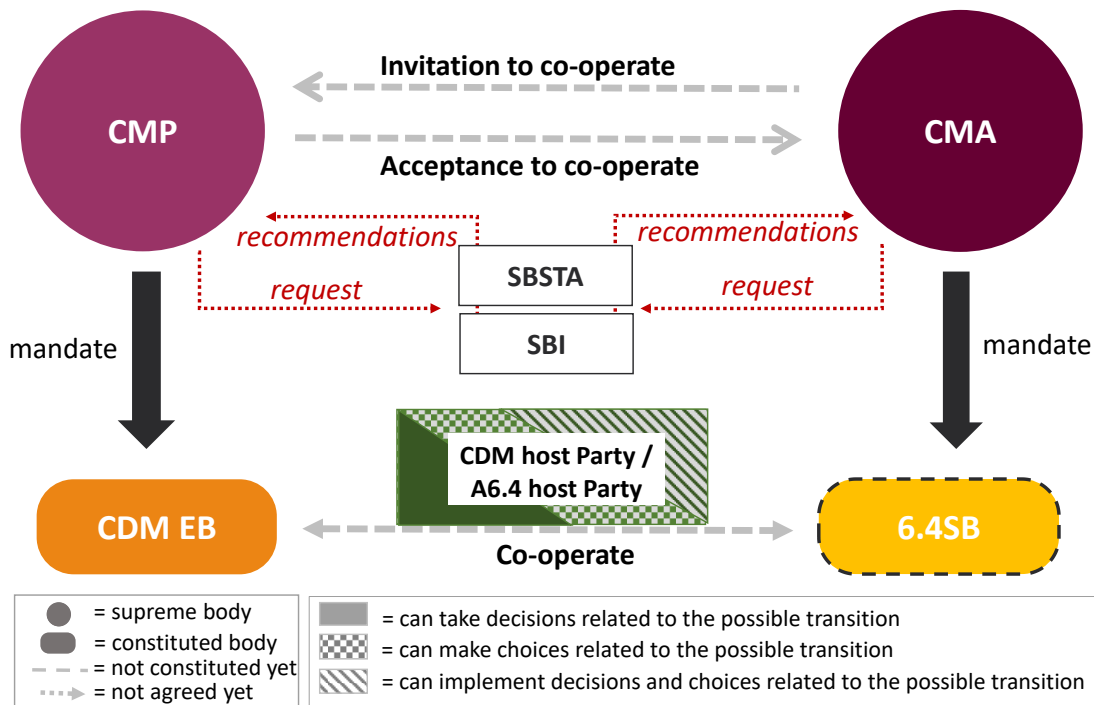 Invitation to co-operate
CMP
CMA
Acceptance to co-operate
recommendations
recommendations
SBSTA
request
request
SBI
mandate
mandate
CDM host Party /
A6.4 host Party
CDM EB
6.4SB
Co-operate
= supreme body
= constituted body
= not constituted yet
= not agreed yet
= can take decisions related to the possible transition
= can make choices related to the possible transition
= can implement decisions and choices related to the possible transition